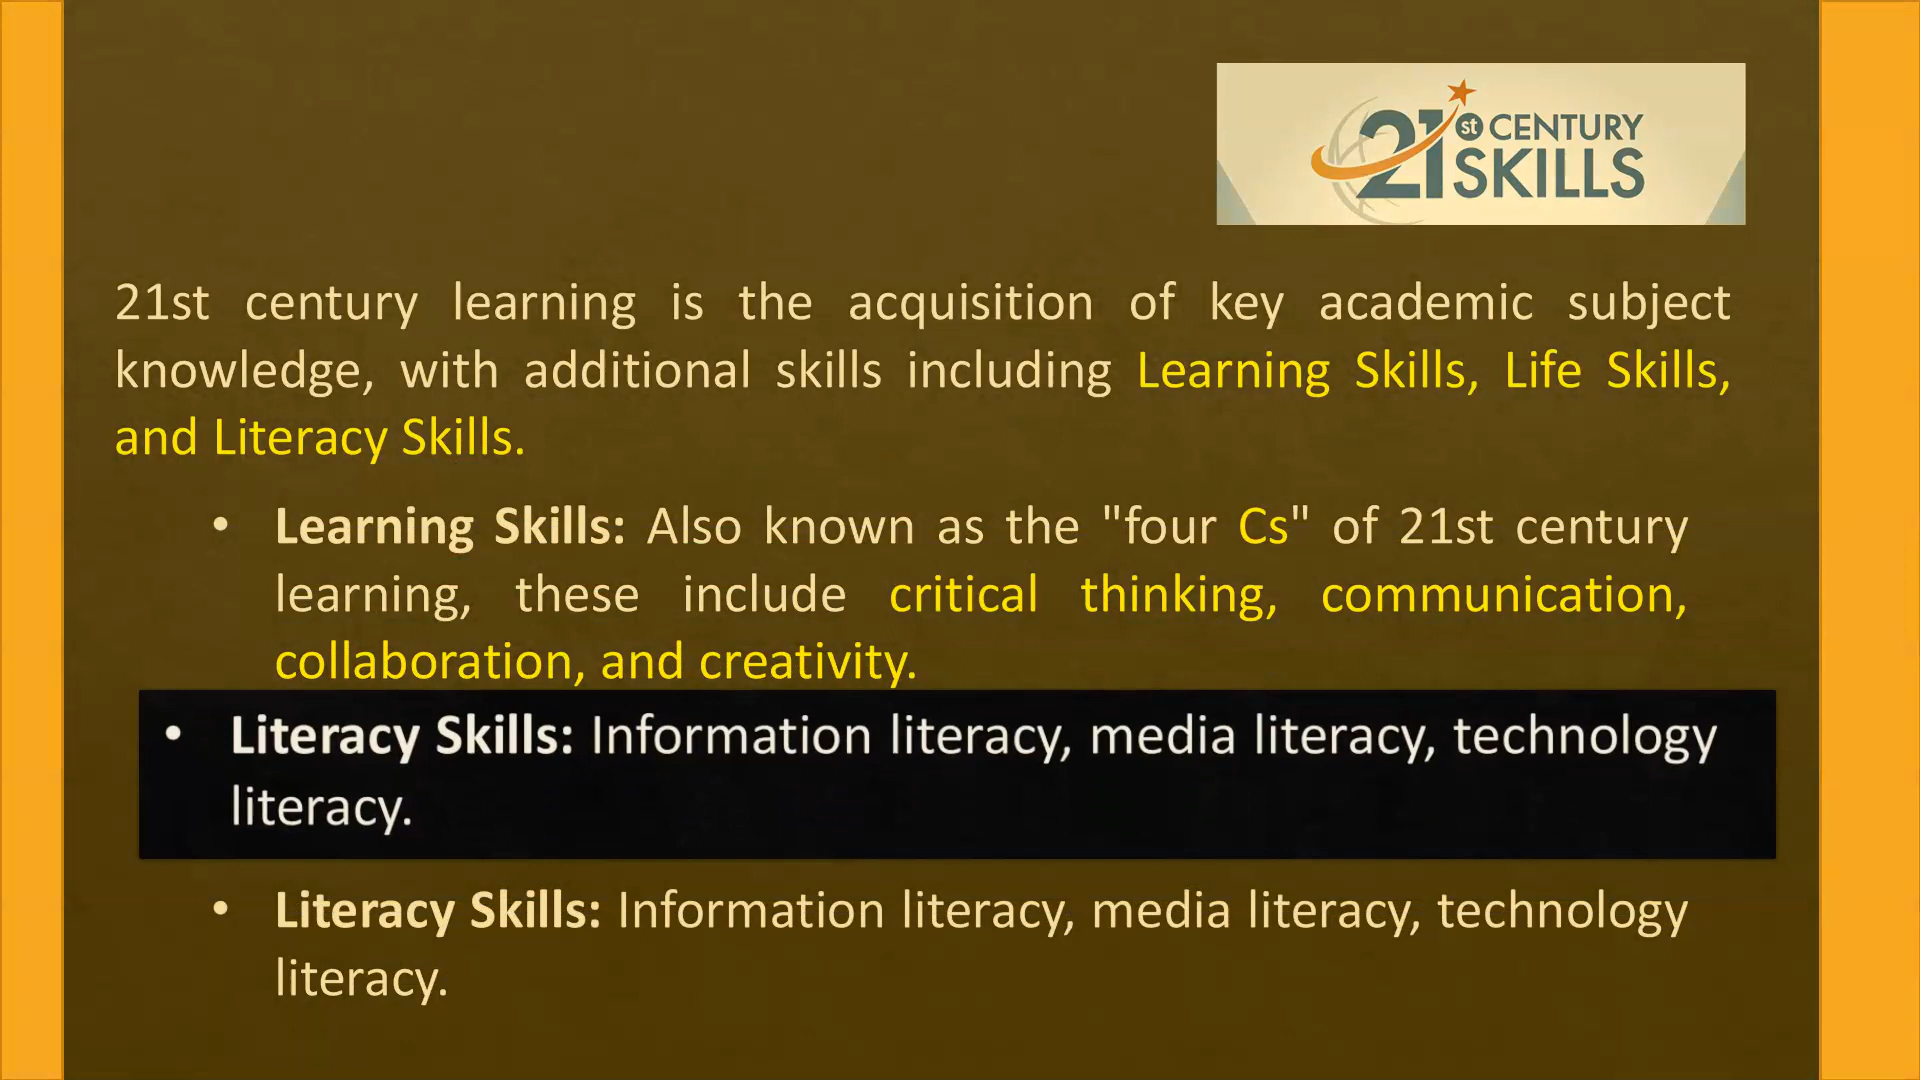 21st CENTURY
SKILLS
21st century learning is the acquisition of key academic subject
knowledge, with additional skills including Learning Skills, Life Skills,
and Literacy Skills.
• Learning Skills: Also known as the "four Cs" of 21st century
learning, these include critical thinking, communication,
collaboration, and creativity.
• Literacy Skills: Information literacy, media literacy, technology
literacy.
• Literacy Skills: Information literacy, media literacy, technology
literacy.